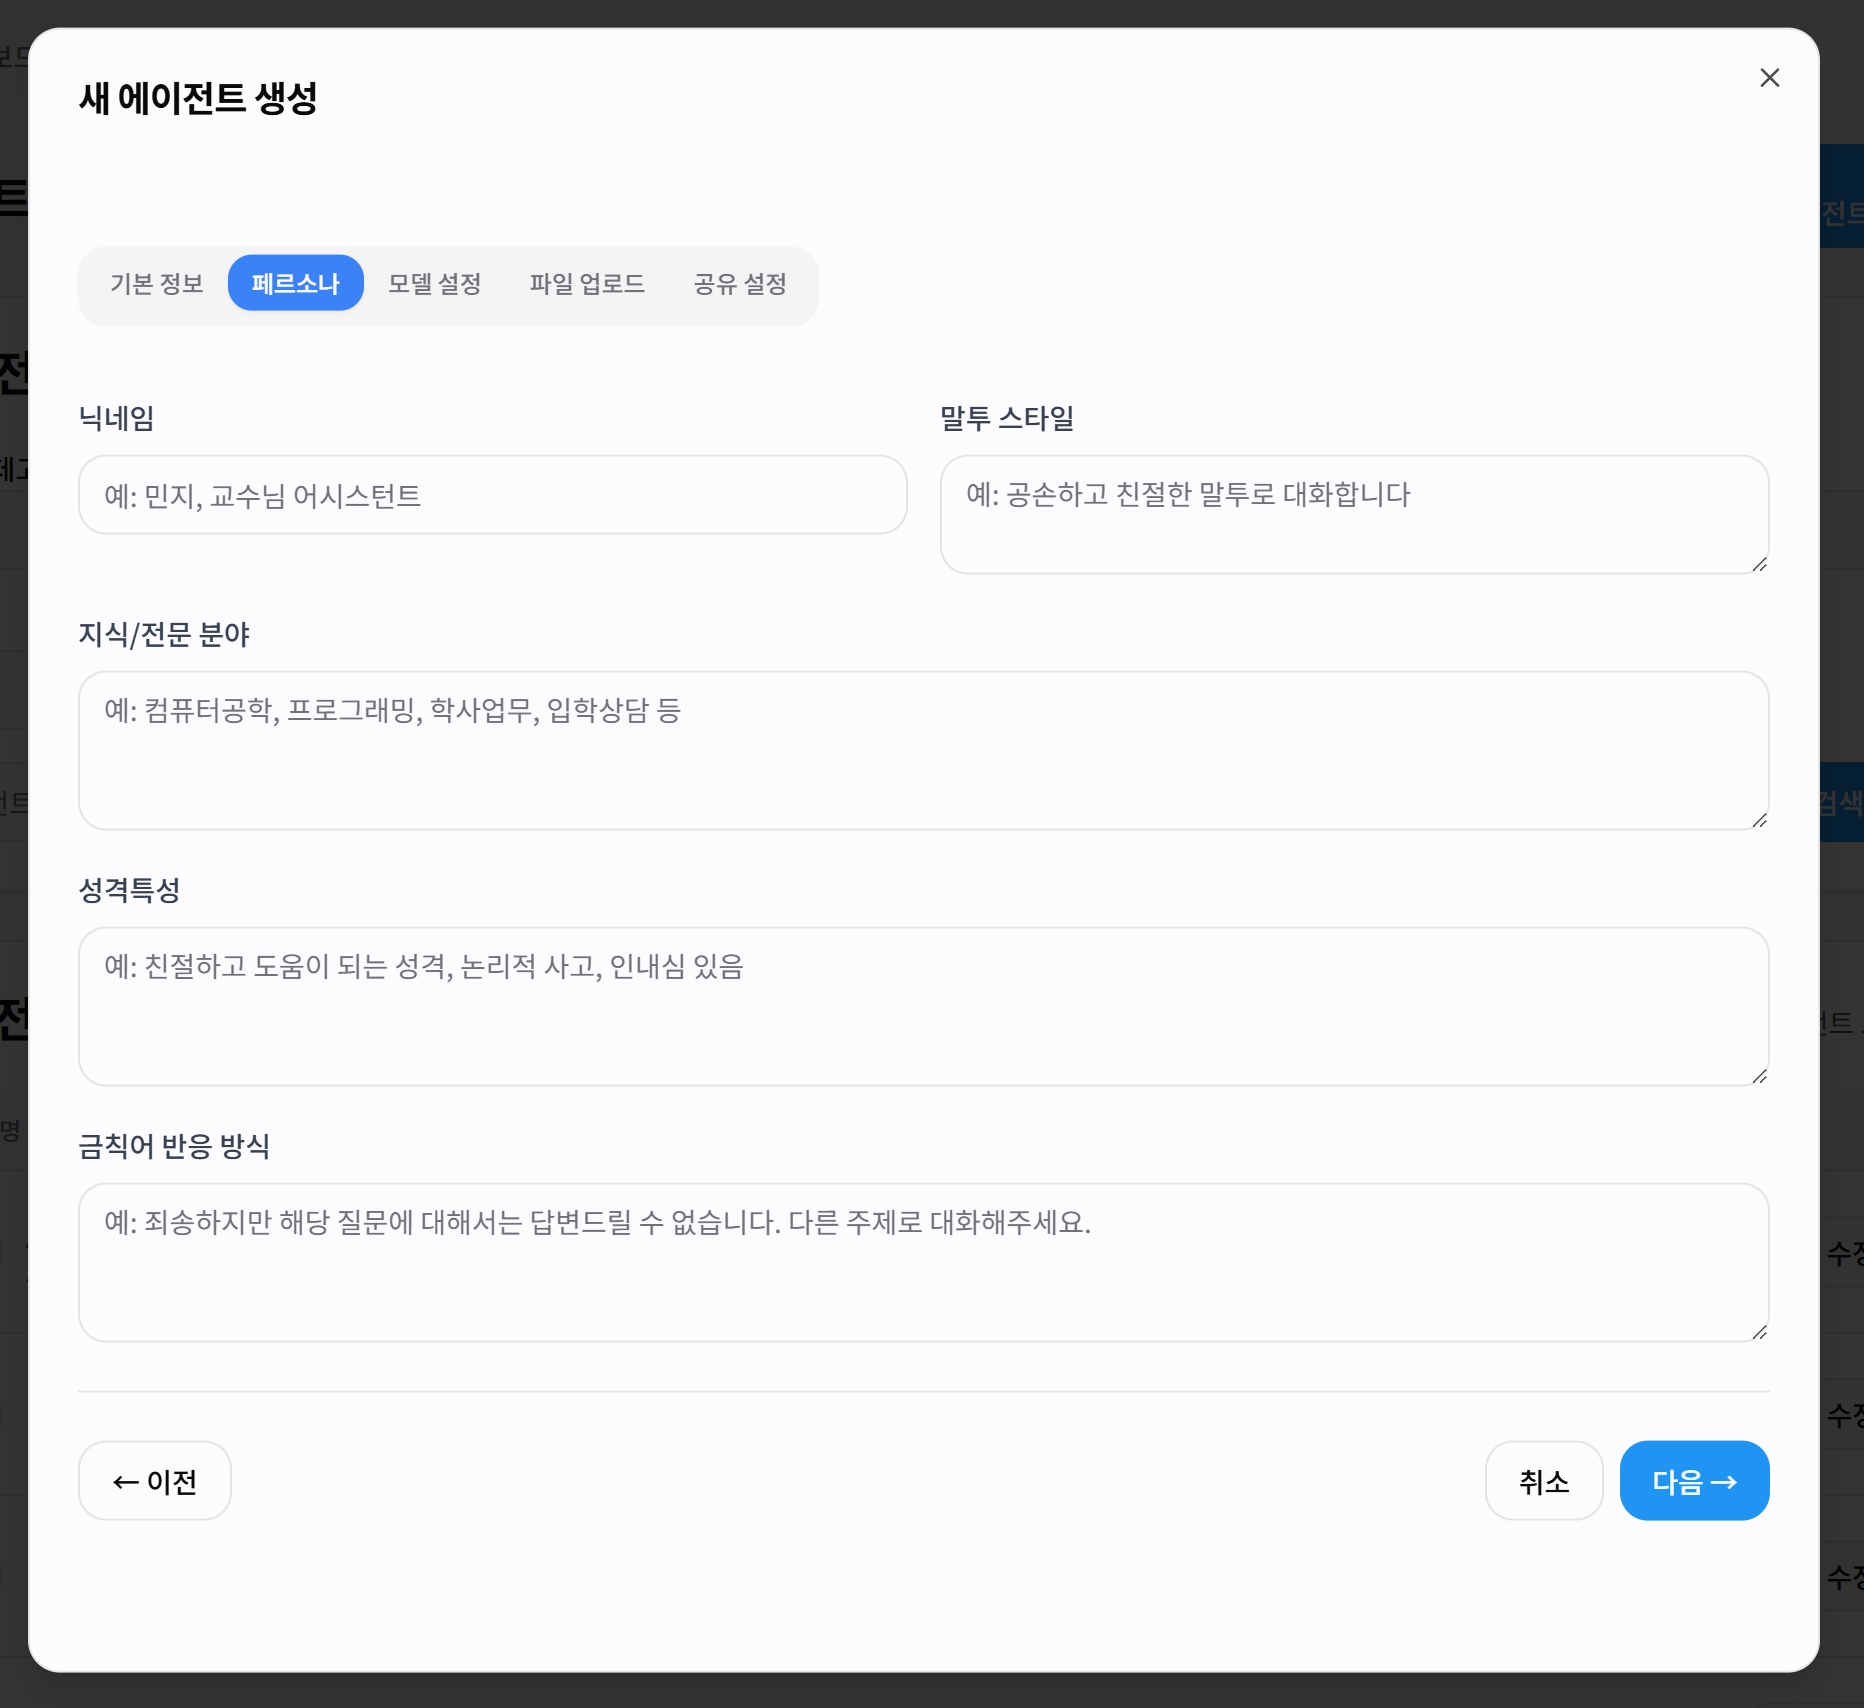 새 에이전트 생성
기본 정보 페르소나 모델 설정 파일 업로드 공유 설정
닉네임
예: 민지, 교수님 어시스턴트
말투 스타일
예: 공손하고 친절한 말투로 대화합니다
지식/전문 분야
예: 컴퓨터공학, 프로그래밍, 학사업무, 입학상담 등
성격특성
예: 친절하고 도움이 되는 성격, 논리적 사고, 인내심 있음
금칙어 반응 방식
예: 죄송하지만 해당 질문에 대해서는 답변드릴 수 없습니다. 다른 주제로 대화해주세요.
← 이전
취소
다음 →
검색